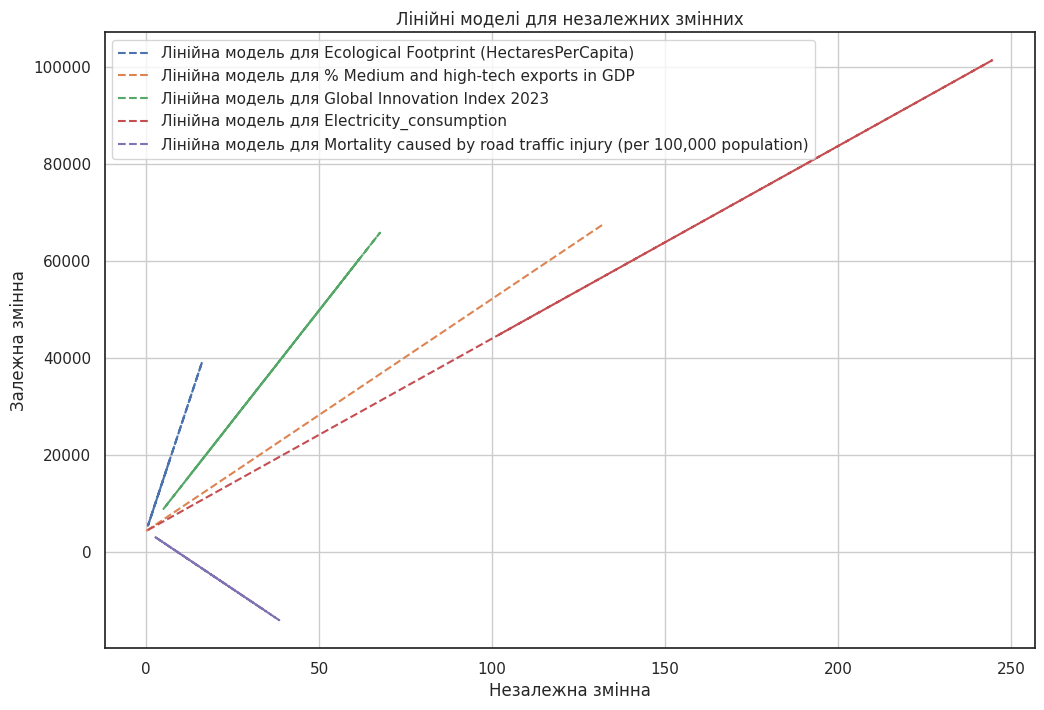 Лінійні моделі для незалежних змінних
Лінійна модель для Ecological Footprint (HectaresPerCapita)
Лінійна модель для % Medium and high-tech exports in GDP
Лінійна модель для Global Innovation Index 2023
Лінійна модель для Electricity_consumption
Лінійна модель для Mortality caused by road traffic injury (per 100,000 population)
Залежна змінна
100000
80000
60000
40000
20000
0
0
50
100
150
200
250
Незалежна змінна